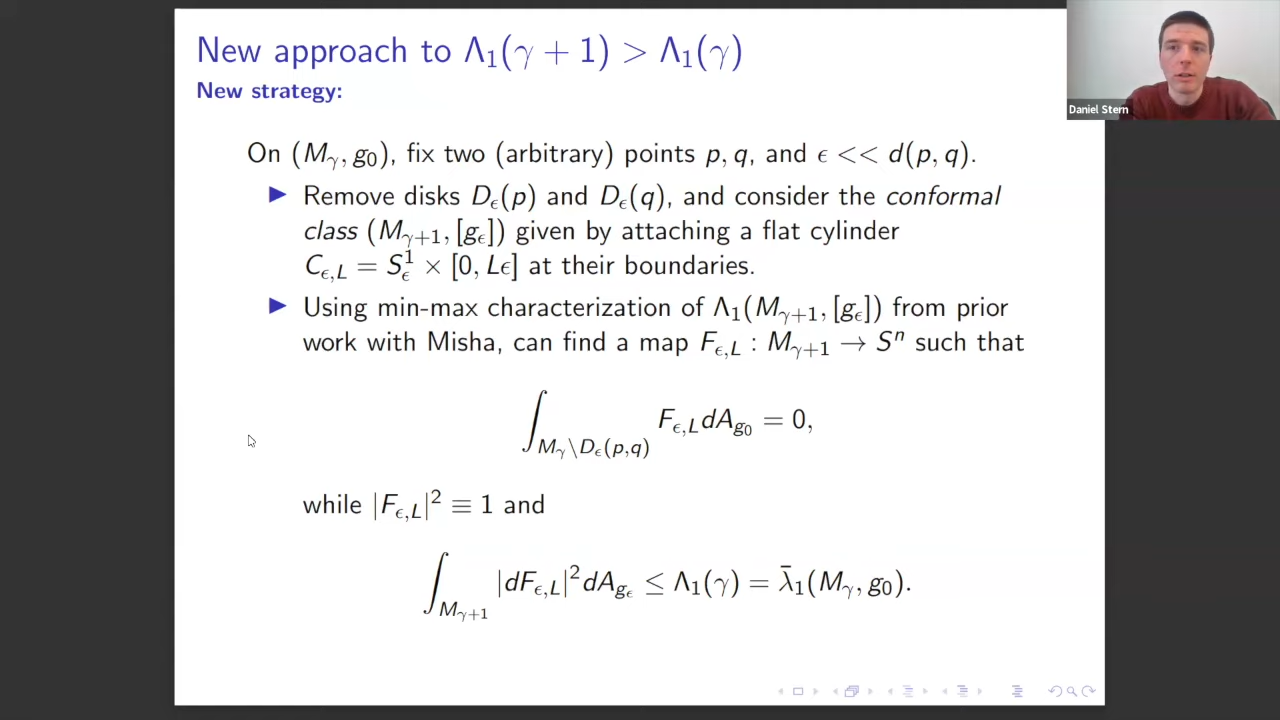 New approach to Λ₁(γ + 1) > Λ₁(γ)
New strategy:
On (M_γ, g₀), fix two (arbitrary) points p, q, and ϵ << d(p, q).
▶ Remove disks D_ϵ(p) and D_ϵ(q), and consider the conformal
class (M_{γ+1}, [g_ϵ]) given by attaching a flat cylinder
C_{ϵ,L} = S¹_ϵ × [0, Lϵ] at their boundaries.
▶ Using min-max characterization of Λ₁(M_{γ+1}, [g_ϵ]) from prior
work with Misha, can find a map F_{ϵ,L} : M_{γ+1} → Sⁿ such that
∫_{M_γ\D_ϵ(p,q)} F_{ϵ,L} dA_{g₀} = 0,
while |F_{ϵ,L}|² ≡ 1 and
∫_{M_{γ+1}} |dF_{ϵ,L}|² dA_{g_ϵ} ≤ Λ₁(γ) = λ̄₁(M_γ, g₀).
Daniel Stern